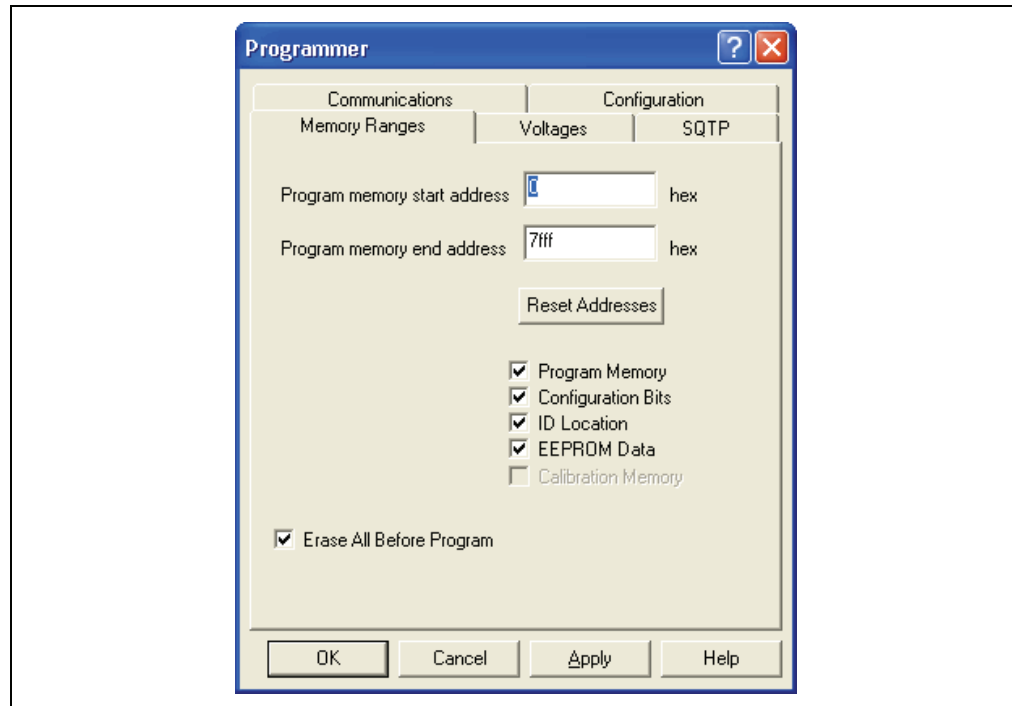 Programmer
Communications Configuration
Memory Ranges Voltages SQTP
Program memory start address 0 hex
Program memory end address 7fff hex
Reset Addresses
Program Memory
Configuration Bits
ID Location
EEPROM Data
Calibration Memory
Erase All Before Program
OK Cancel Apply Help